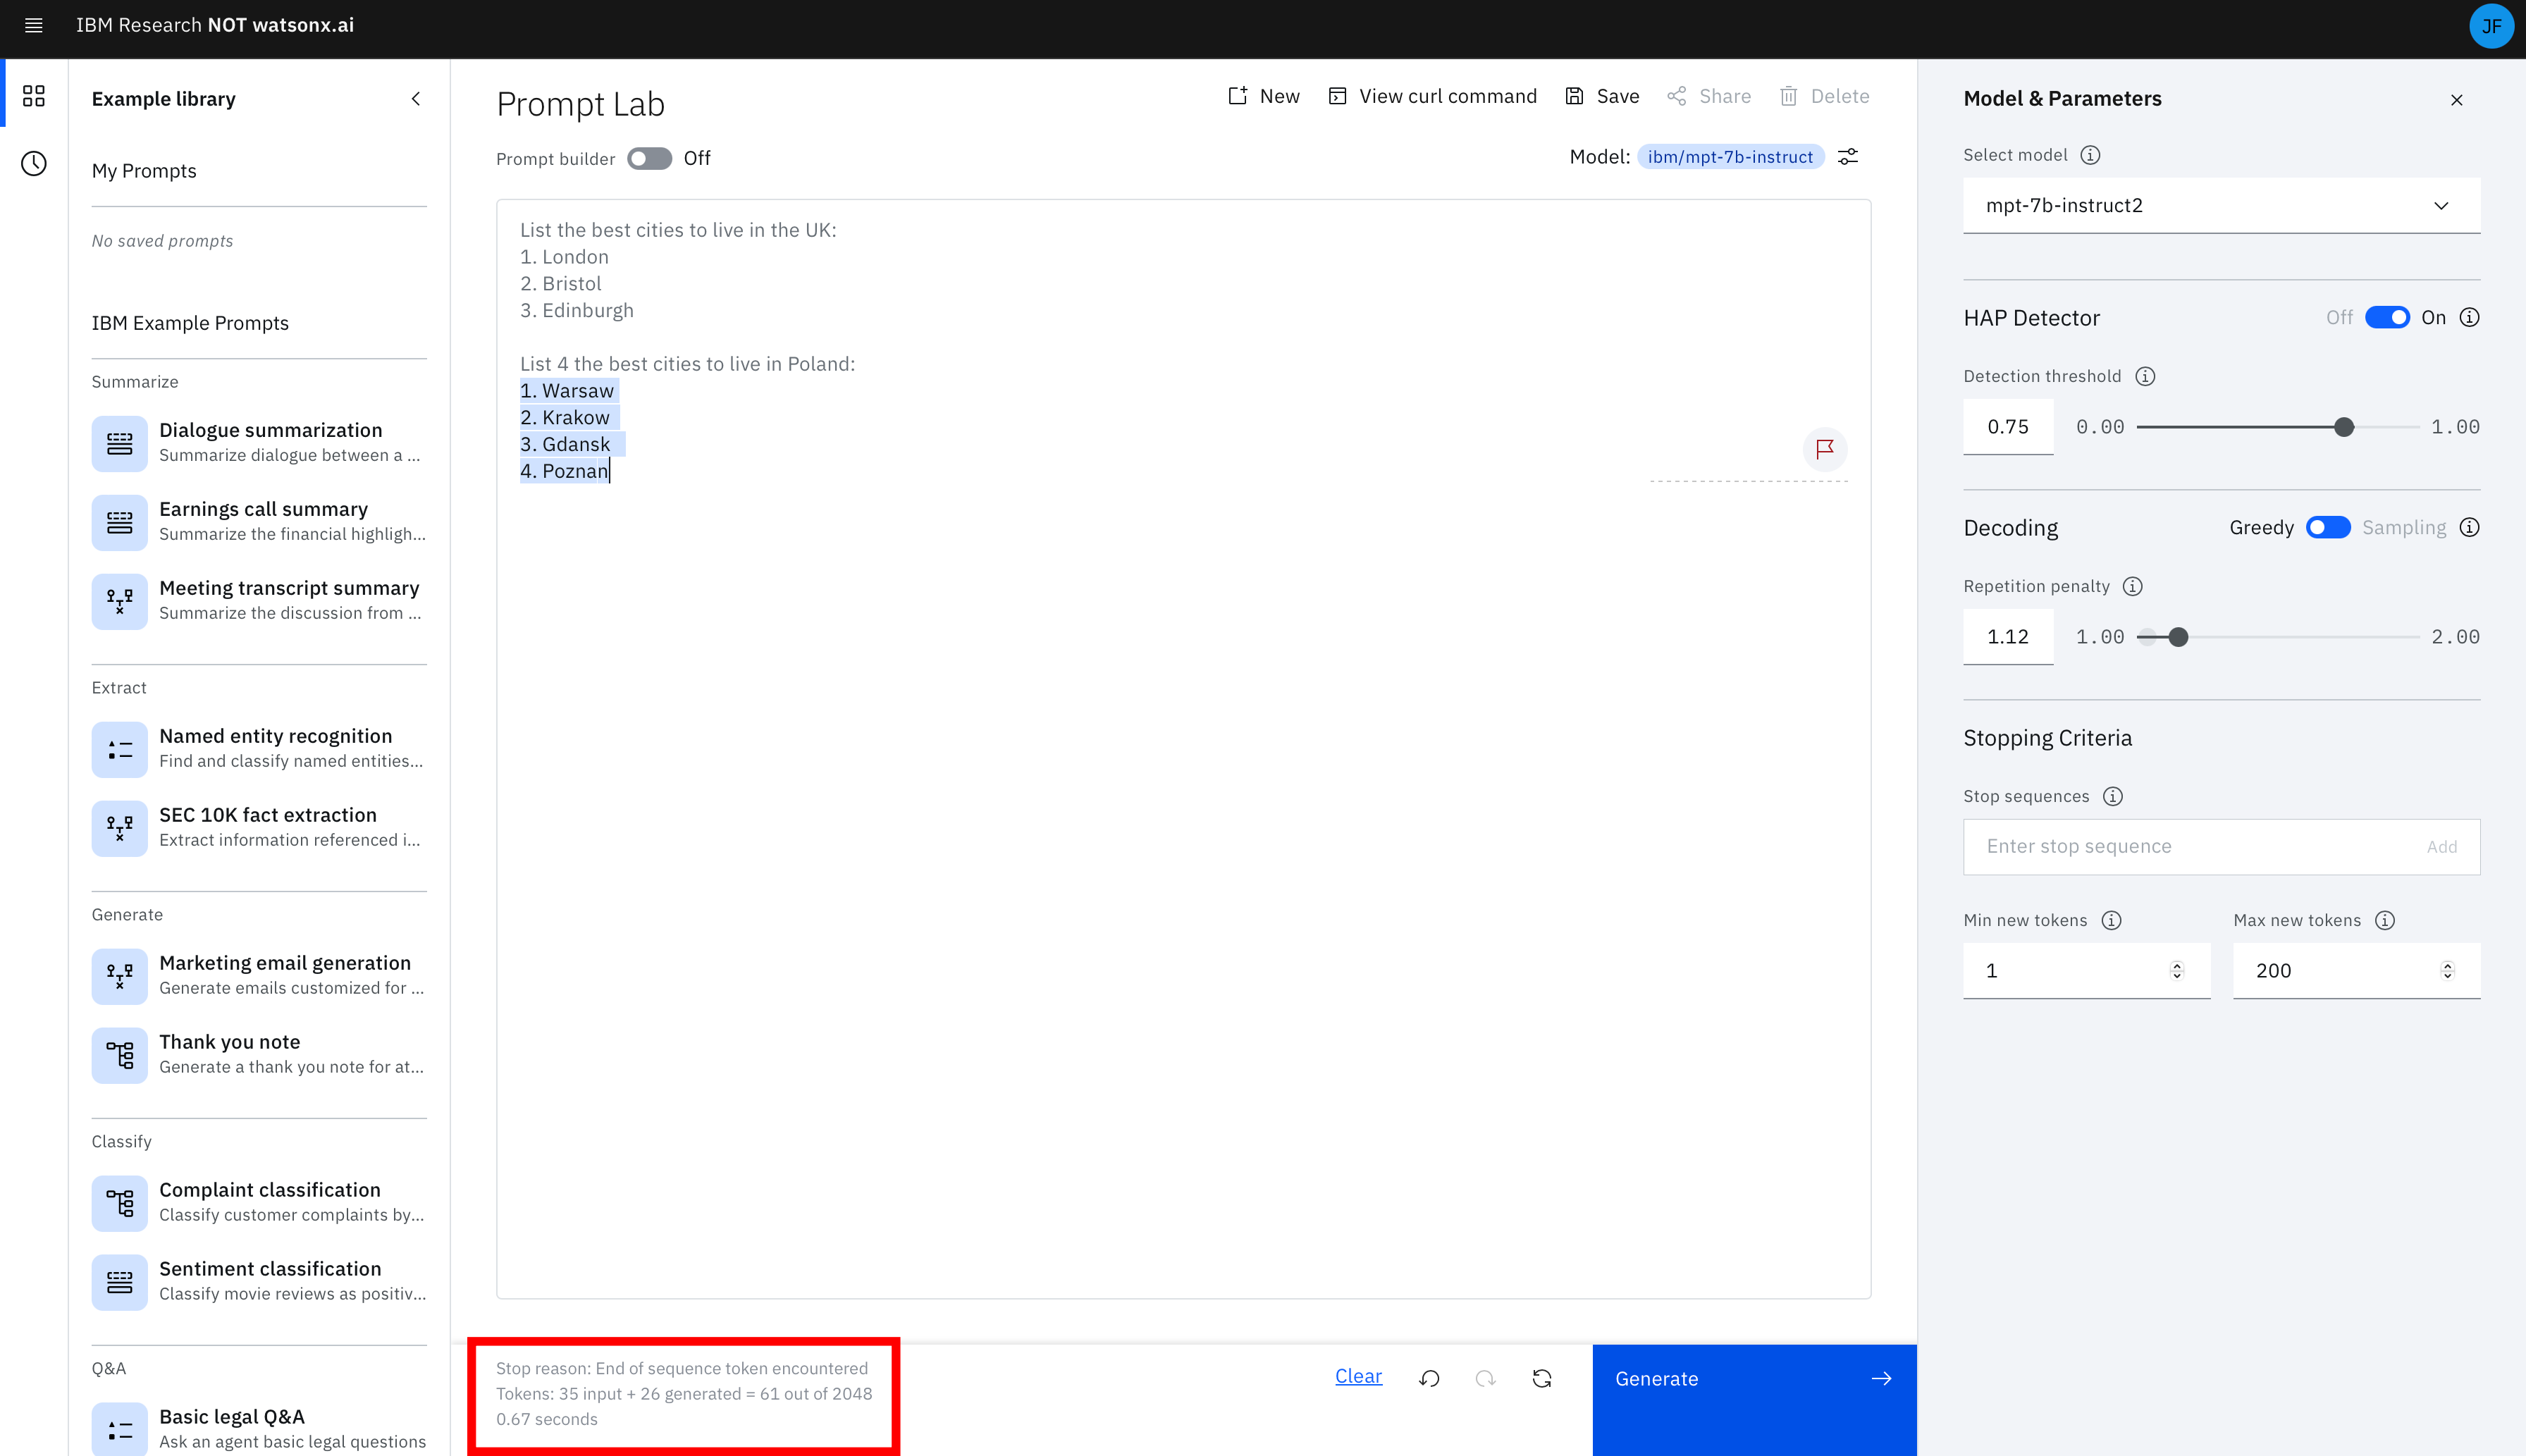 IBM Research NOT watsonx.ai
JF
Example library
My Prompts
No saved prompts
IBM Example Prompts
Summarize
Dialogue summarization
Summarize dialogue between a ...
Earnings call summary
Summarize the financial highligh...
Meeting transcript summary
Summarize the discussion from ...
Extract
Named entity recognition
Find and classify named entities...
SEC 10K fact extraction
Extract information referenced i...
Generate
Marketing email generation
Generate emails customized for ...
Thank you note
Generate a thank you note for at...
Classify
Complaint classification
Classify customer complaints by...
Sentiment classification
Classify movie reviews as positiv...
Q&A
Basic legal Q&A
Ask an agent basic legal questions
Prompt Lab
New
View curl command
Save
Share
Delete
Prompt builder Off
Model: ibm/mpt-7b-instruct
List the best cities to live in the UK:
1. London
2. Bristol
3. Edinburgh
List 4 the best cities to live in Poland:
1. Warsaw
2. Krakow
3. Gdansk
4. Poznan
Stop reason: End of sequence token encountered
Tokens: 35 input + 26 generated = 61 out of 2048
0.67 seconds
Clear
Generate
Model & Parameters
Select model
mpt-7b-instruct2
HAP Detector Off On
Detection threshold
0.75 0.00 1.00
Decoding Greedy Sampling
Repetition penalty
1.12 1.00 2.00
Stopping Criteria
Stop sequences
Enter stop sequence Add
Min new tokens Max new tokens
1 200